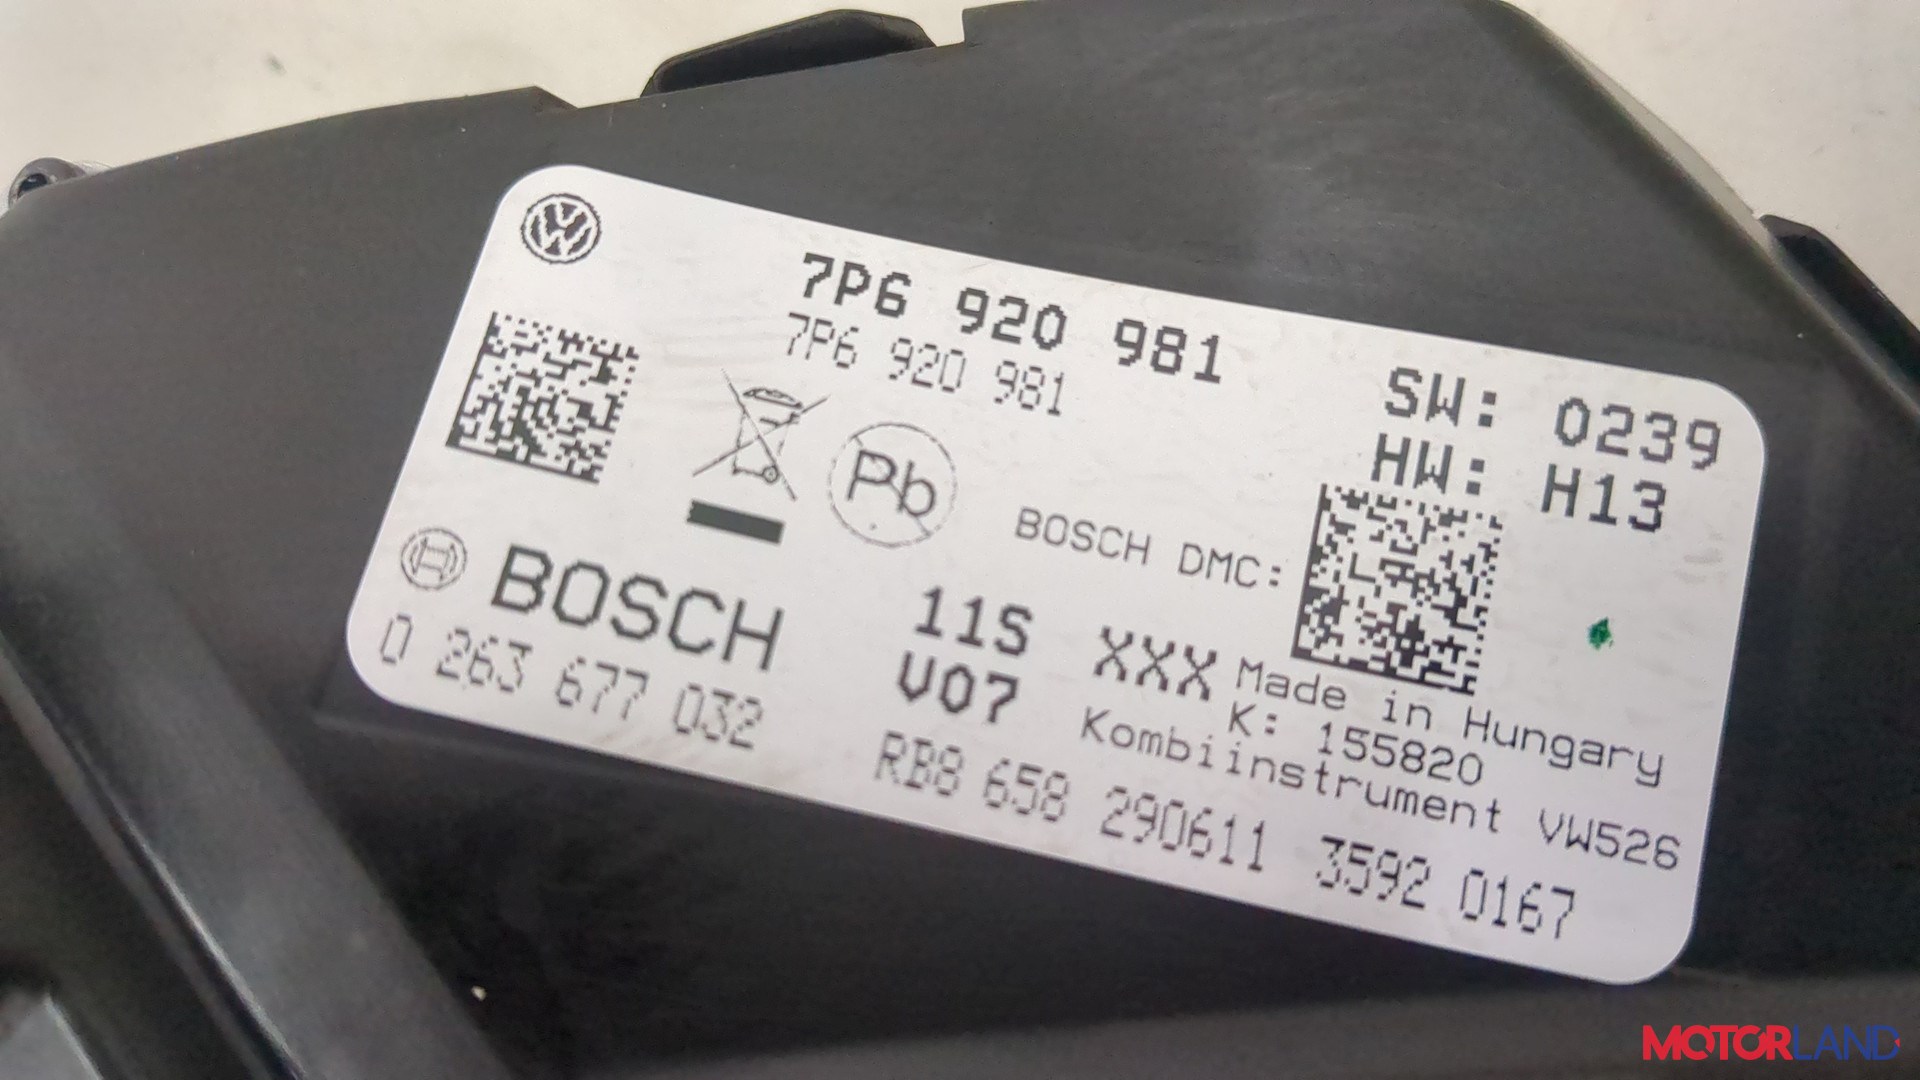 7P6 920 981
7P6 920 981
SW: 0239
HW: H13
Pb
BOSCH DMC:
BOSCH
0 263 677 032
11S
V07
XXX
Made in Hungary
K: 155820
Kombiinstrument VW526
RB8 658 290611 3592 0167
MOTORLAND